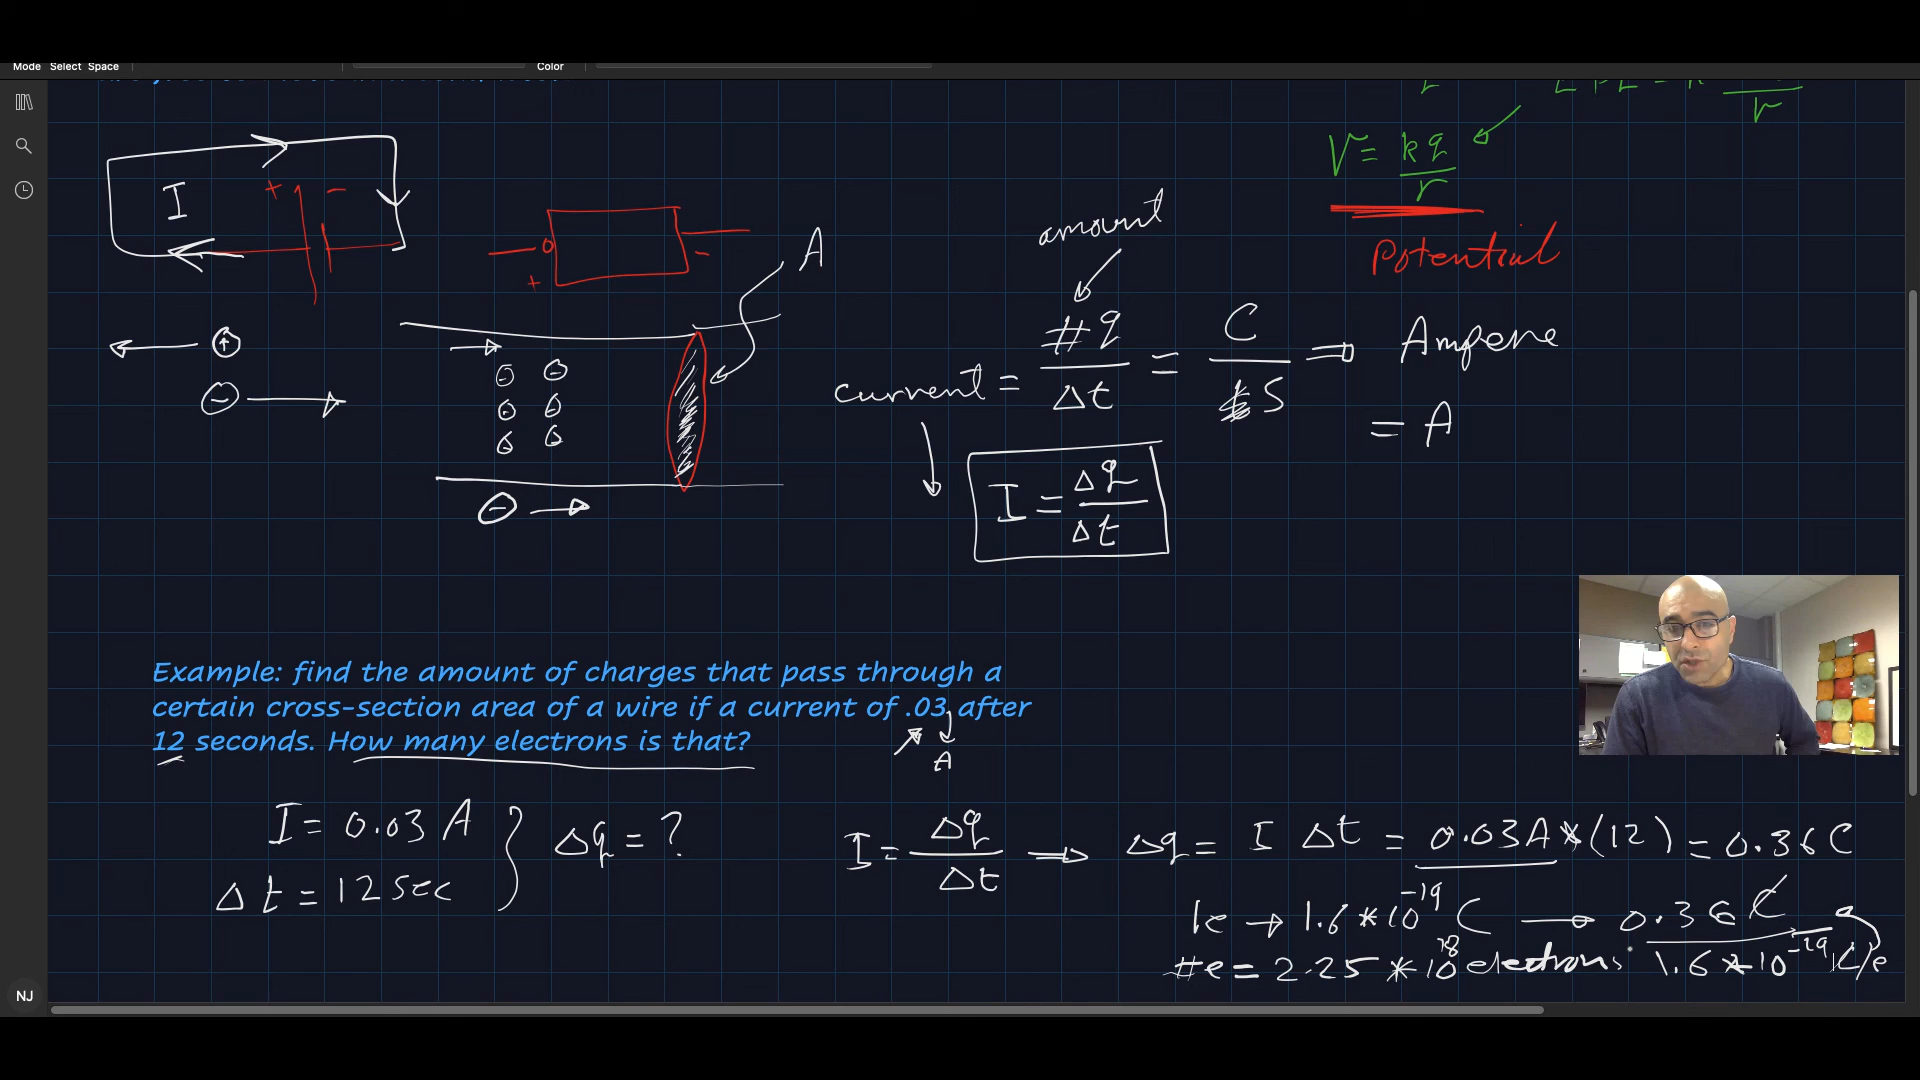 Mode Select Space Color
V = kq / r
Potential
I
+ -
+ -
A
amount
current = #q / Δt = C / S ⇒ Ampere
= A
I = Δq / Δt
Example: find the amount of charges that pass through a
certain cross-section area of a wire if a current of .03 after
12 seconds. How many electrons is that?
A
I = 0.03 A
Δt = 12 sec
Δq = ?
I = Δq / Δt → Δq = I Δt = 0.03A * (12) = 0.36 C
1e → 1.6 * 10^-19 C → 0.36 C / 1.6 * 10^-19 C/e
#e = 2.25 * 10^18 electrons
NJ